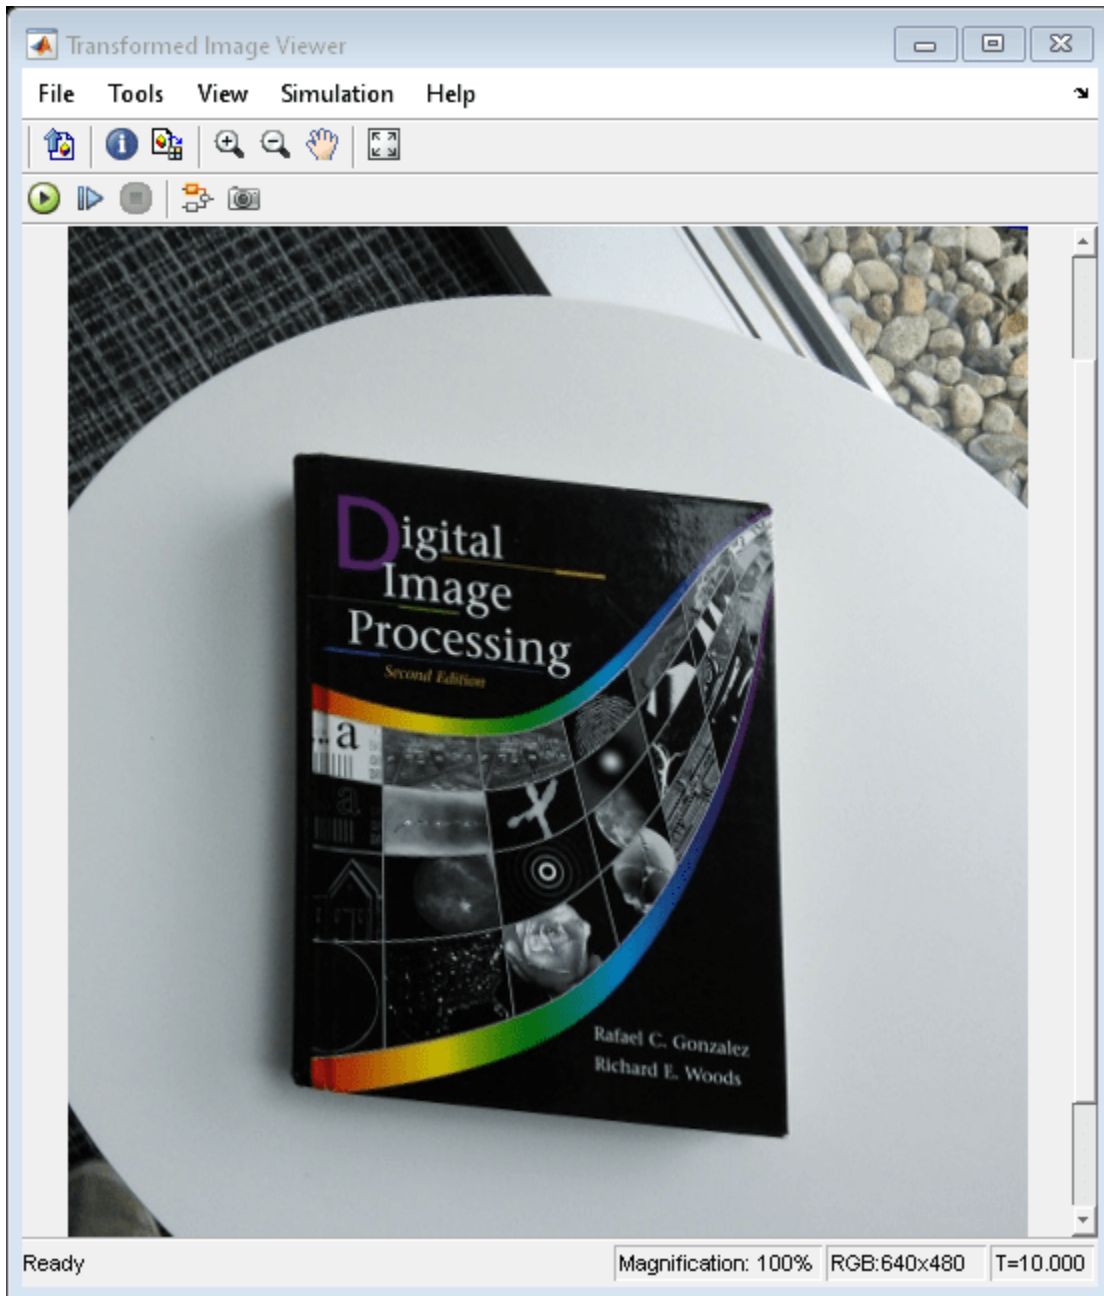 Transformed Image Viewer
File Tools View Simulation Help
Digital
Image
Processing
Second Edition
...a
a
Rafael C. Gonzalez
Richard E. Woods
Ready Magnification: 100% RGB:640x480 T=10.000